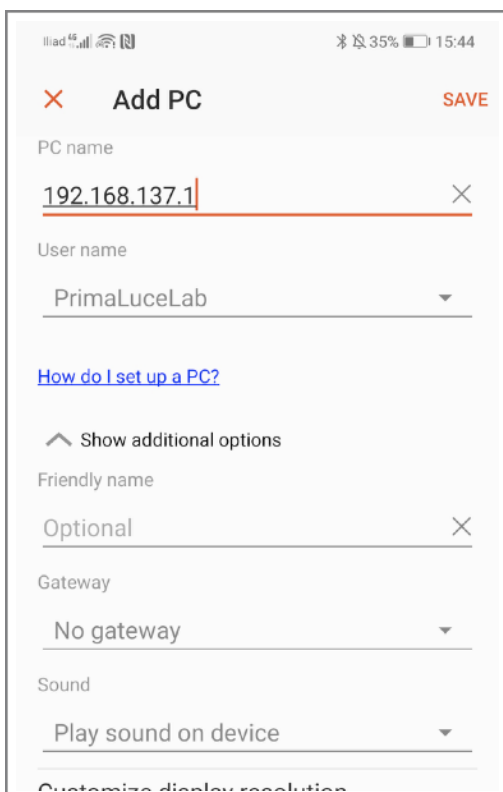 Iliad 35% 15:44
Add PC SAVE
PC name
192.168.137.1
User name
PrimaLuceLab
How do I set up a PC?
Show additional options
Friendly name
Optional
Gateway
No gateway
Sound
Play sound on device
Customize display resolution